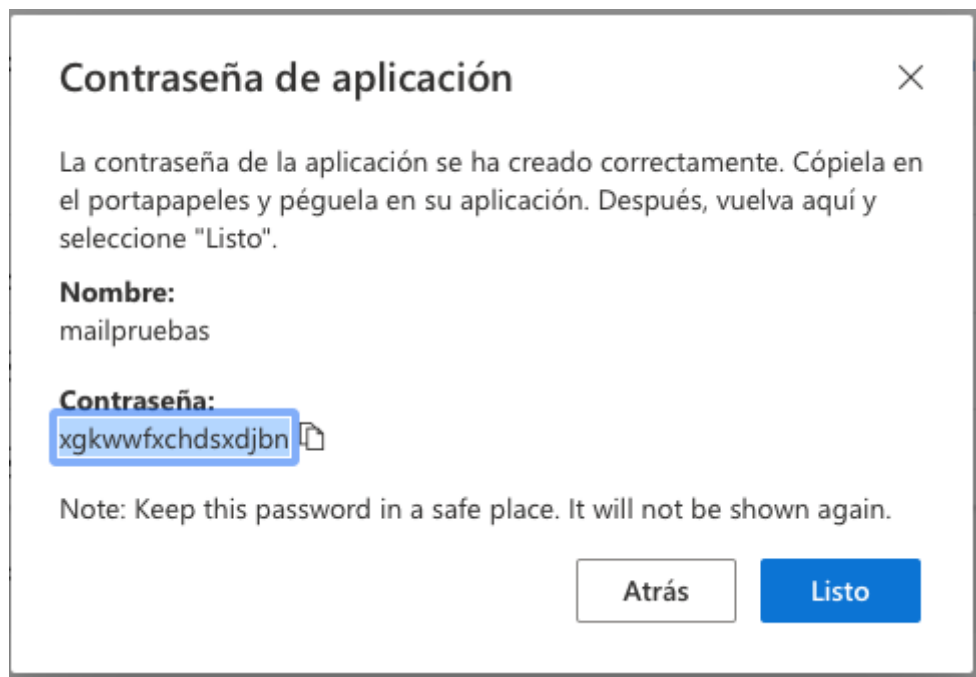 Contraseña de aplicación
La contraseña de la aplicación se ha creado correctamente. Cópiela en
el portapapeles y péguela en su aplicación. Después, vuelva aquí y
seleccione "Listo".
Nombre:
mailpruebas
Contraseña:
xgkwwfxchdsxdjbn
Note: Keep this password in a safe place. It will not be shown again.
Atrás
Listo